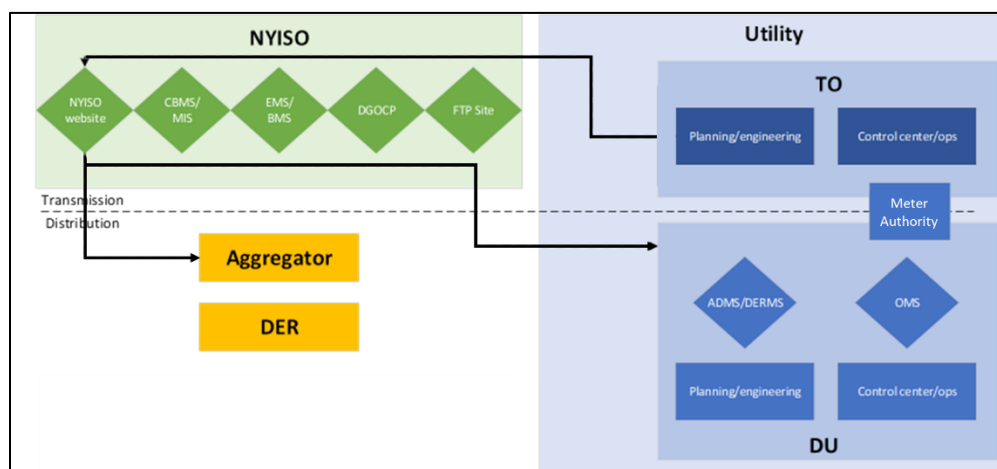 NYISO
Utility
TO
NYISO
website
CBMS/
MIS
EMS/
BMS
DGOCP
FTP Site
Planning/engineering
Control center/ops
Transmission
Distribution
Meter
Authority
Aggregator
DER
ADMS/DERMS
OMS
Planning/engineering
Control center/ops
DU